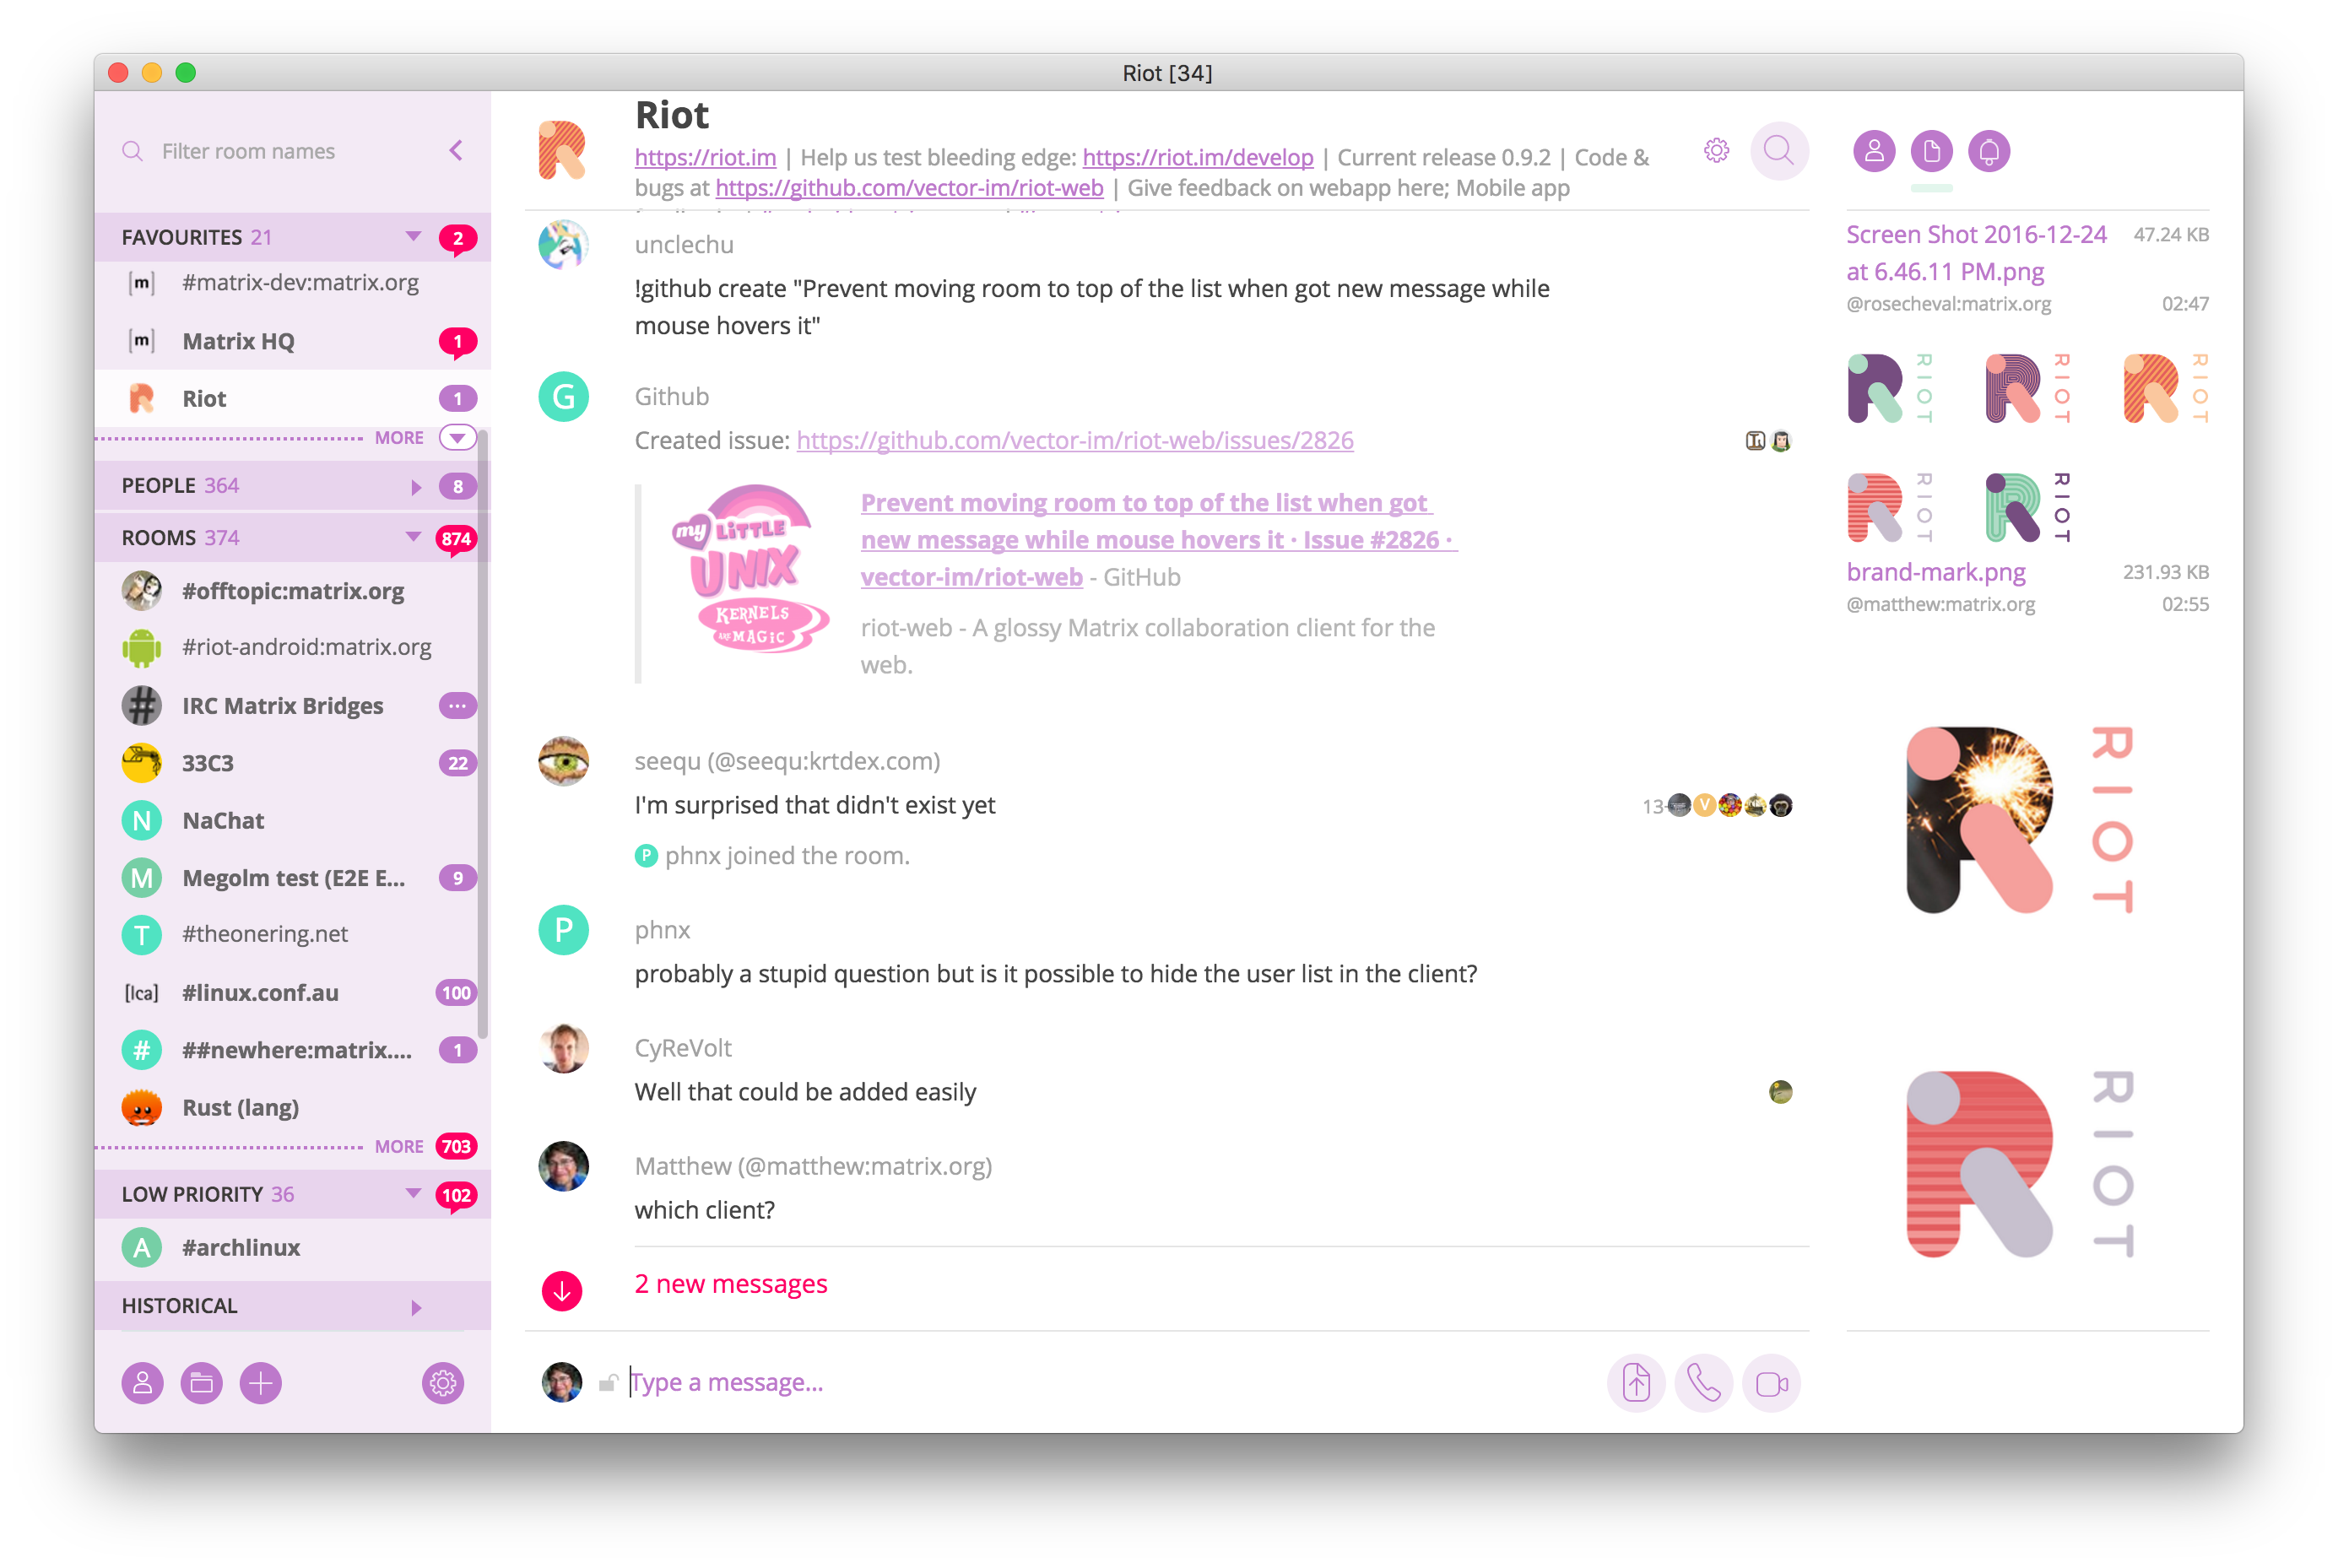 Riot [34]
Filter room names
FAVOURITES 21
2
[m] #matrix-dev:matrix.org
[m] Matrix HQ 1
Riot 1
MORE
PEOPLE 364 8
ROOMS 374 874
#offtopic:matrix.org
#riot-android:matrix.org
# IRC Matrix Bridges ...
33C3 22
N NaChat
M Megolm test (E2E E... 9
T #theonering.net
[lca] #linux.conf.au 100
# ##newhere:matrix.... 1
Rust (lang)
MORE 703
LOW PRIORITY 36 102
A #archlinux
HISTORICAL
Riot
https://riot.im | Help us test bleeding edge: https://riot.im/develop | Current release 0.9.2 | Code &
bugs at https://github.com/vector-im/riot-web | Give feedback on webapp here; Mobile app
unclechu
!github create "Prevent moving room to top of the list when got new message while
mouse hovers it"
G Github
Created issue: https://github.com/vector-im/riot-web/issues/2826
my LiTTLE
UNIX
KERNELS
ARE MAGiC
Prevent moving room to top of the list when got
new message while mouse hovers it · Issue #2826 ·
vector-im/riot-web - GitHub
riot-web - A glossy Matrix collaboration client for the
web.
seequ (@seequ:krtdex.com)
I'm surprised that didn't exist yet
13+ V
P phnx joined the room.
P phnx
probably a stupid question but is it possible to hide the user list in the client?
CyReVolt
Well that could be added easily
Matthew (@matthew:matrix.org)
which client?
2 new messages
Type a message...
Screen Shot 2016-12-24 47.24 KB
at 6.46.11 PM.png
@rosecheval:matrix.org 02:47
R RIOT R RIOT R RIOT
R RIOT R RIOT
brand-mark.png 231.93 KB
@matthew:matrix.org 02:55
R RIOT
R RIOT